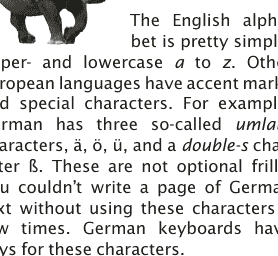 The English alph
bet is pretty simpl
per- and lowercase a to z. Oth
ropean languages have accent mark
d special characters. For exampl
rman has three so-called umla
aracters, ä, ö, ü, and a double-s cha
ter ß. These are not optional frill
u couldn’t write a page of Germa
xt without using these characters
w times. German keyboards hav
ys for these characters.